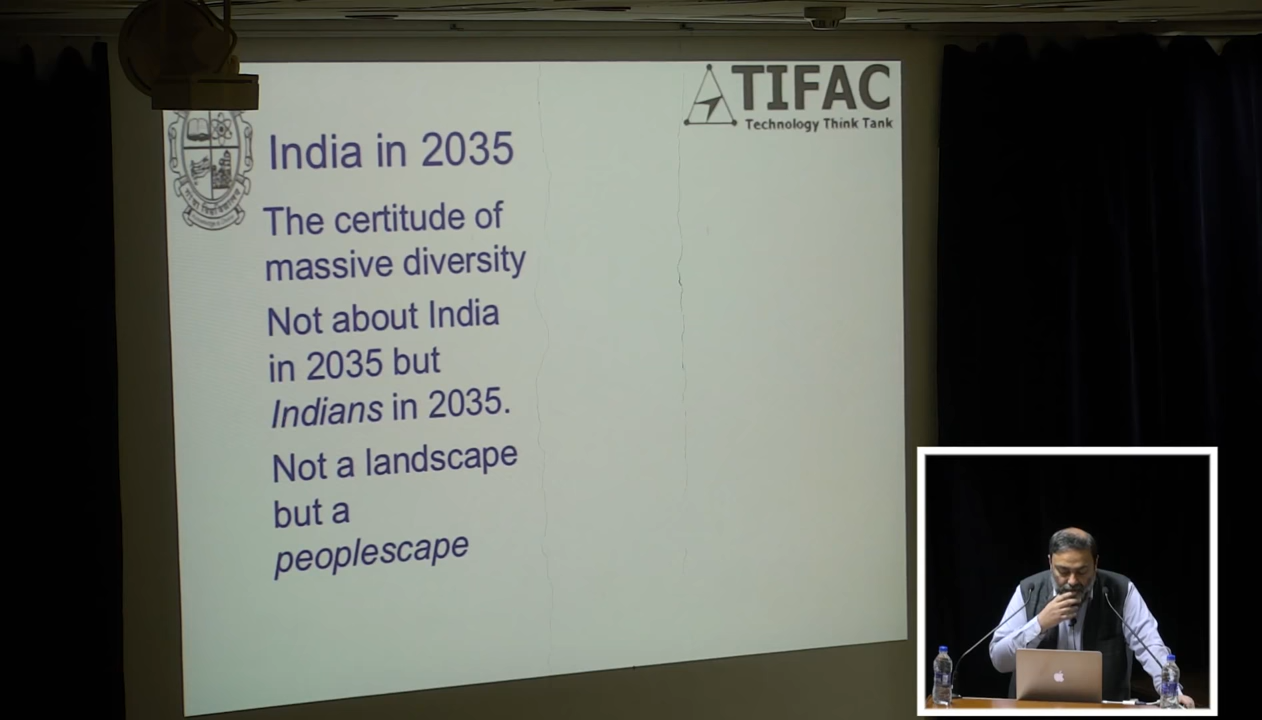 TIFAC
Technology Think Tank
India in 2035
The certitude of
massive diversity
Not about India
in 2035 but
Indians in 2035.
Not a landscape
but a
peoplescape